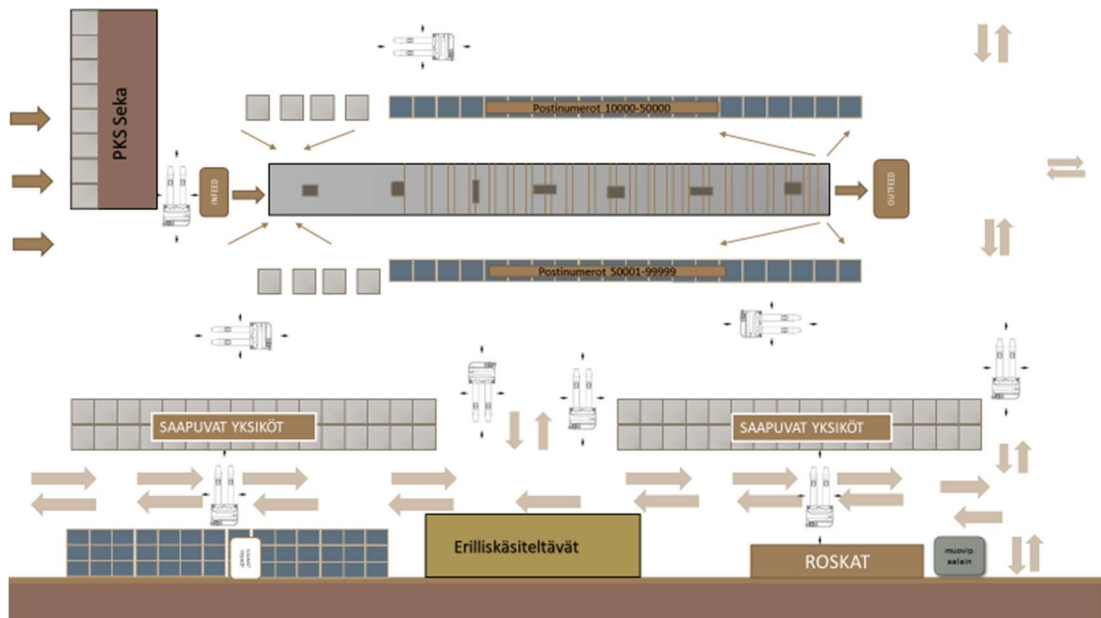 PKS Seka
INFEED
Postinumerot 10000-50000
OUTFEED
Postinumerot 50001-99999
SAAPUVAT YKSIKÖT
SAAPUVAT YKSIKÖT
Erilliskäsiteltävät
ROSKAT
muovip
aalain